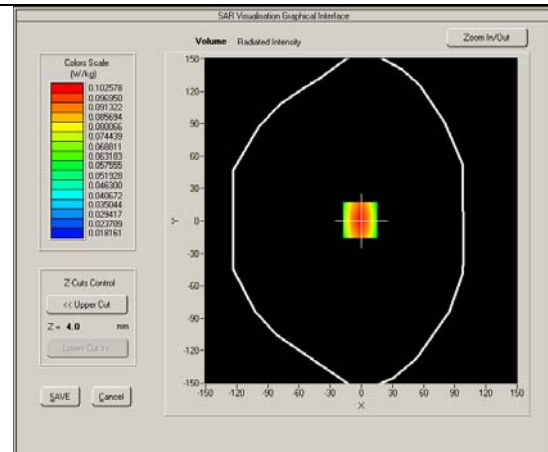 SAR Visualisation Graphical Interface
Volume Radiated Intensity
Zoom In/Out
Colors Scale
(W/kg)
0.102578
0.096950
0.091322
0.085694
0.080066
0.074439
0.068811
0.063183
0.057555
0.051928
0.046300
0.040672
0.035044
0.029417
0.023789
0.018161
Z-Cuts Control
<< Upper Cut
Z = 4.0 mm
Lower Cut >>
SAVE Cancel
150
120
90
60
30
0
-30
-60
-90
-120
-150
Y
-150 -120 -90 -60 -30 0 30 60 90 120 150
X